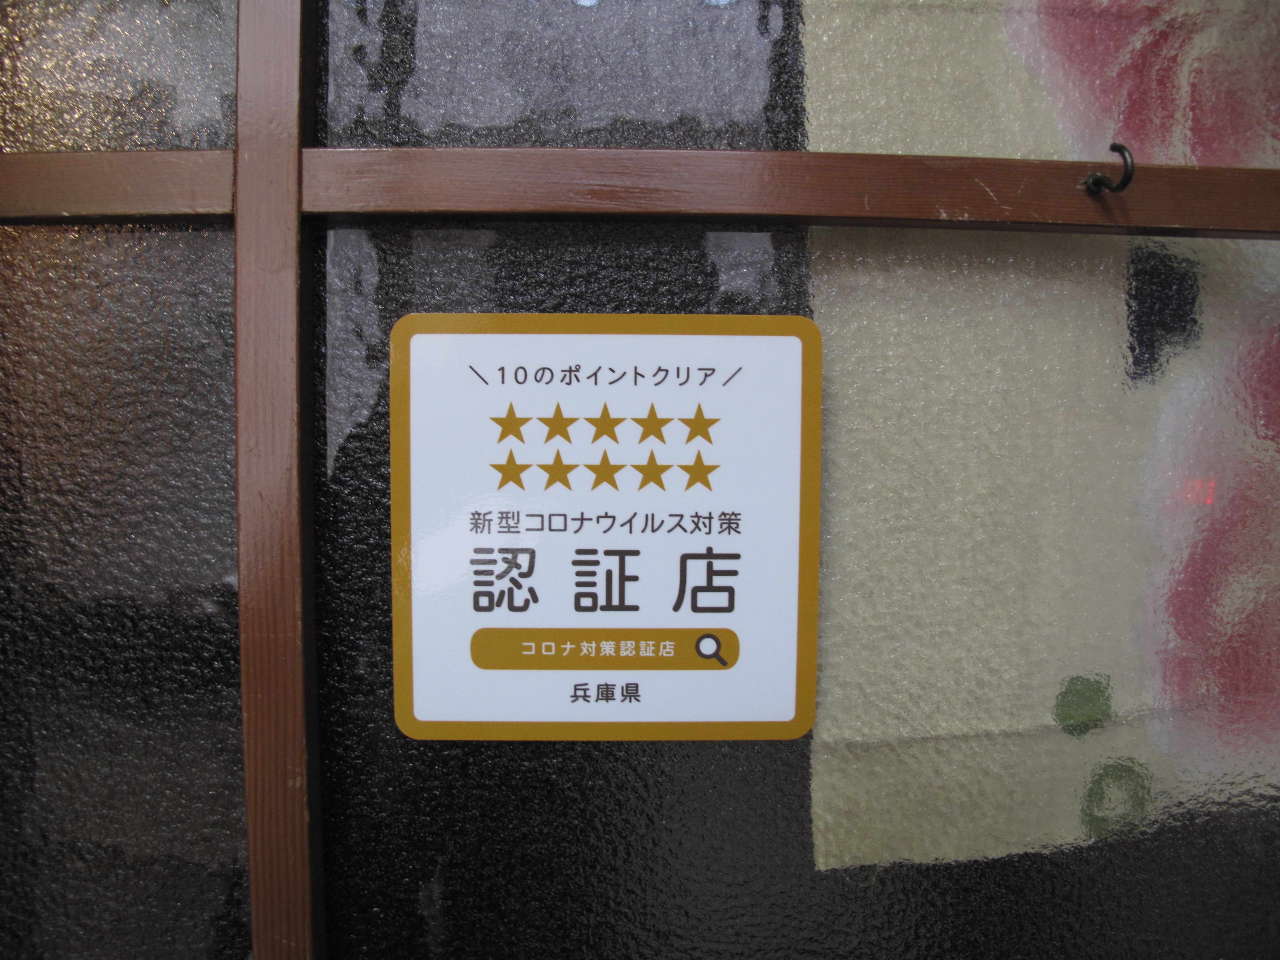 ＼10のポイントクリア／
★★★★★
★★★★★
新型コロナウイルス対策
認証店
コロナ対策認証店
兵庫県